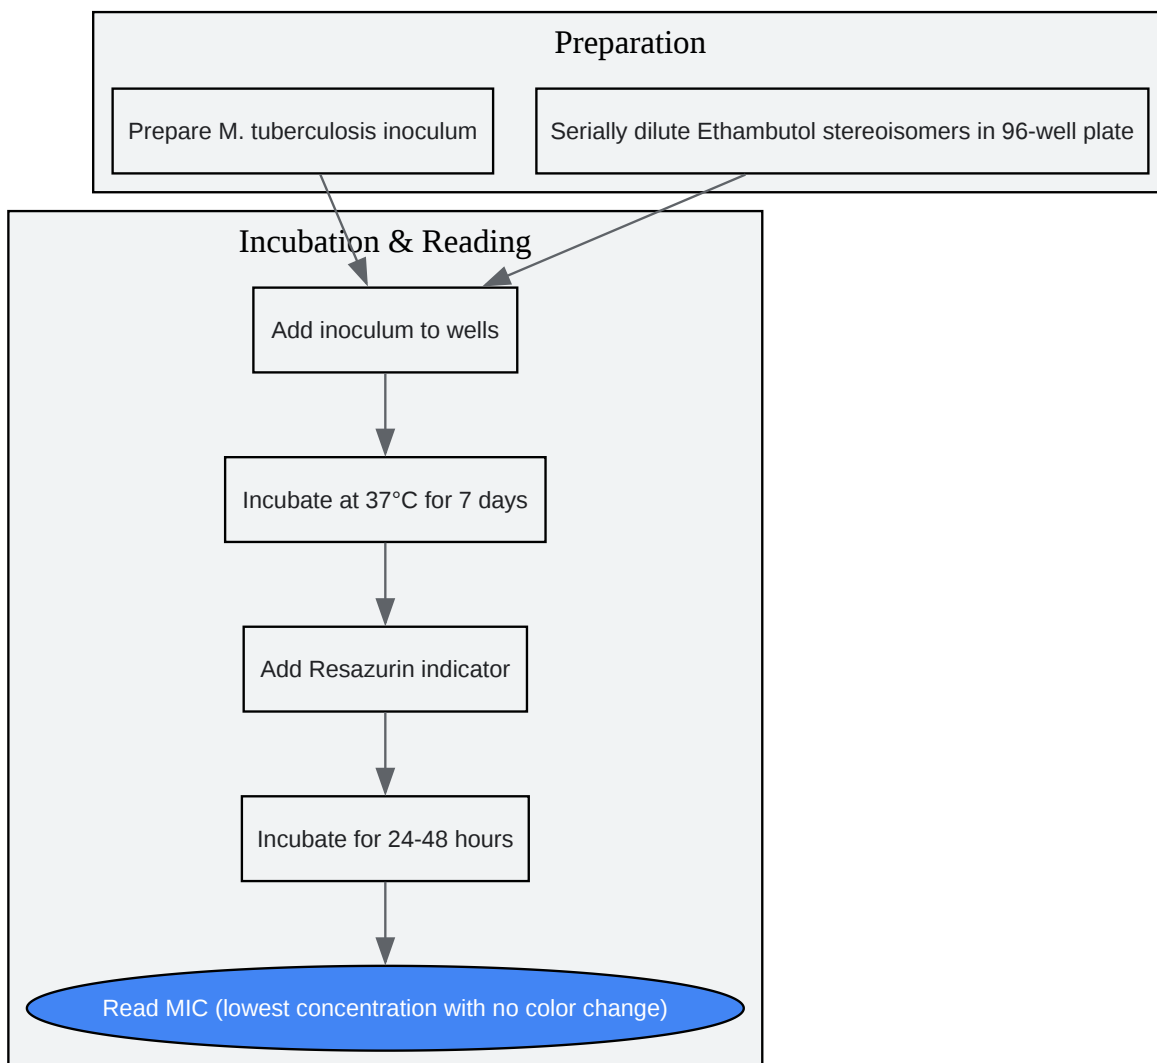 Preparation
Prepare M. tuberculosis inoculum
Serially dilute Ethambutol stereoisomers in 96-well plate
Incubation & Reading
Add inoculum to wells
Incubate at 37°C for 7 days
Add Resazurin indicator
Incubate for 24-48 hours
Read MIC (lowest concentration with no color change)